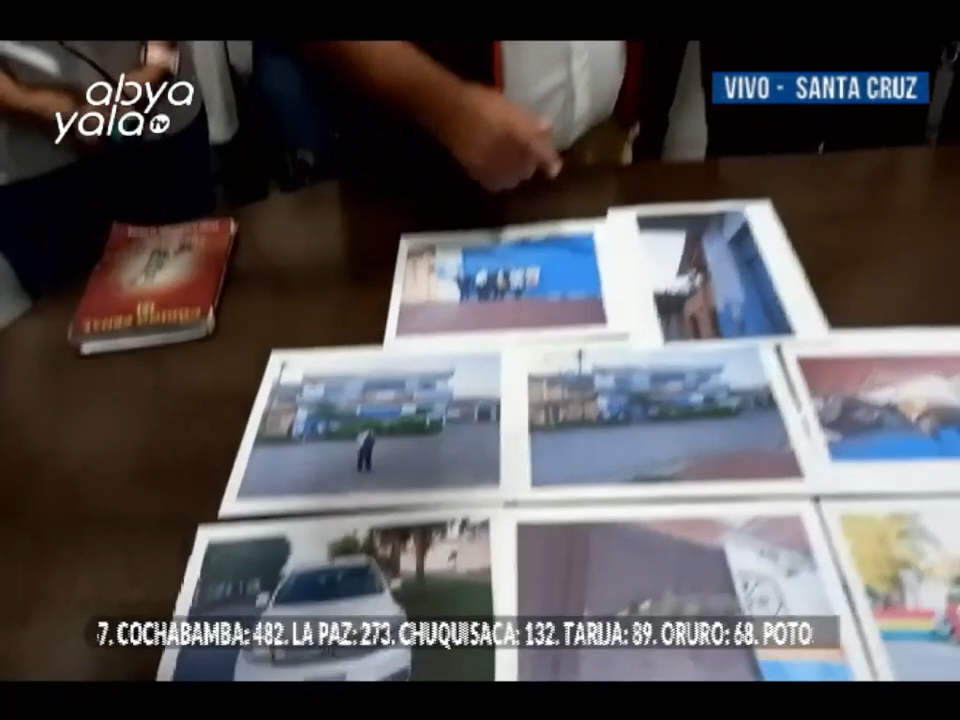 abya
yala tv
VIVO - SANTA CRUZ
7. COCHABAMBA: 482. LA PAZ: 273. CHUQUISACA: 132. TARIJA: 89. ORURO: 68. POTO